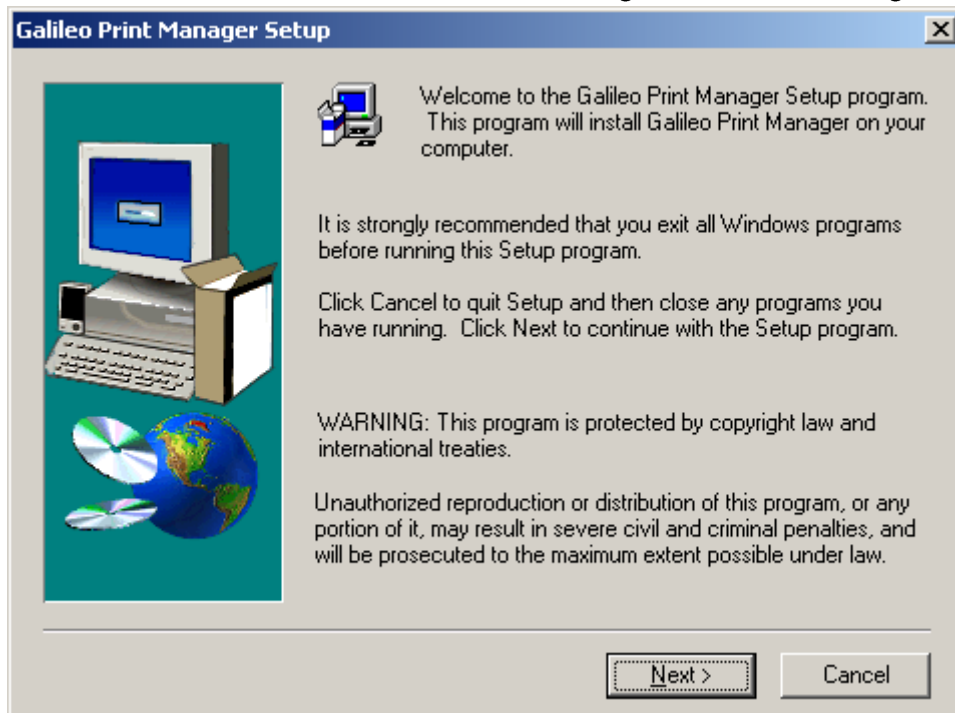 Galileo Print Manager Setup
Welcome to the Galileo Print Manager Setup program.
This program will install Galileo Print Manager on your
computer.
It is strongly recommended that you exit all Windows programs
before running this Setup program.
Click Cancel to quit Setup and then close any programs you
have running.  Click Next to continue with the Setup program.
WARNING: This program is protected by copyright law and
international treaties.
Unauthorized reproduction or distribution of this program, or any
portion of it, may result in severe civil and criminal penalties, and
will be prosecuted to the maximum extent possible under law.
Next > Cancel